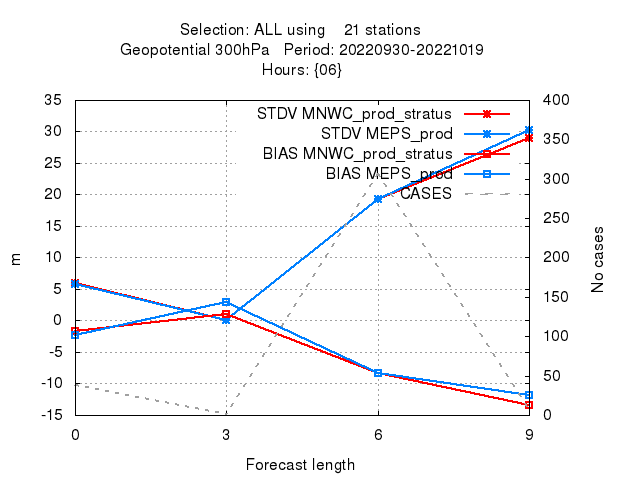 Selection: ALL using 21 stations
Geopotential 300hPa Period: 20220930-20221019
Hours: {06}
35 400
STDV MNWC_prod_stratus
30 350
STDV MEPS_prod
25 BIAS MNWC_prod_stratus 300
BIAS MEPS_prod
20 CASES 250
15
10 200
m
5 No cases
150
0
100
-5
-10 50
-15 0
0 3 6 9
Forecast length